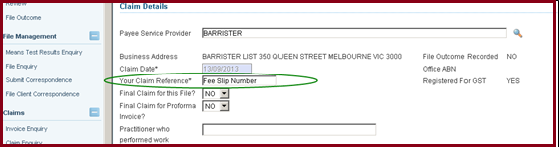 Review
File Outcome
File Management
Means Test Results Enquiry
File Enquiry
Submit Correspondence
File Client Correspondence
Claims
Invoice Enquiry
Claim Enquiry
Claim Details
Payee Service Provider BARRISTER
Business Address BARRISTER LIST 350 QUEEN STREET MELBOURNE VIC 3000 File Outcome Recorded NO
Claim Date* 13/09/2013 Office ABN
Your Claim Reference* Fee Slip Number Registered For GST YES
Final Claim for this File? NO
Final Claim for Proforma Invoice? NO
Practitioner who
performed work